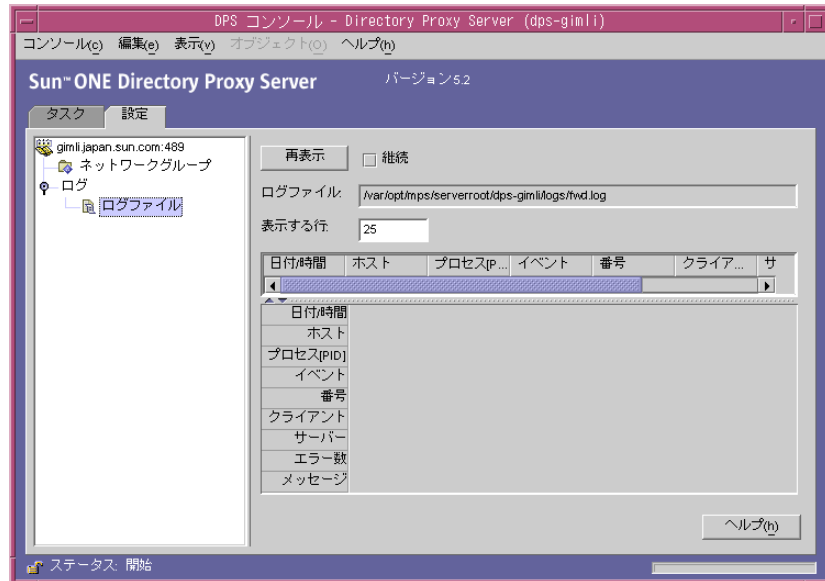 DPS コンソール - Directory Proxy Server (dps-gimli)
コンソール(c) 編集(e) 表示(v) オブジェクト(O) ヘルプ(h)
Sun™ ONE Directory Proxy Server バージョン5.2
タスク 設定
gimli.japan.sun.com:489
ネットワークグループ
ログ
ログファイル
再表示 継続
ログファイル: /var/opt/mps/serverroot/dps-gimli/logs/fwd.log
表示する行: 25
日付/時間 ホスト プロセス[P... イベント 番号 クライア... サ
日付/時間
ホスト
プロセス[PID]
イベント
番号
クライアント
サーバー
エラー数
メッセージ
ヘルプ(h)
ステータス: 開始